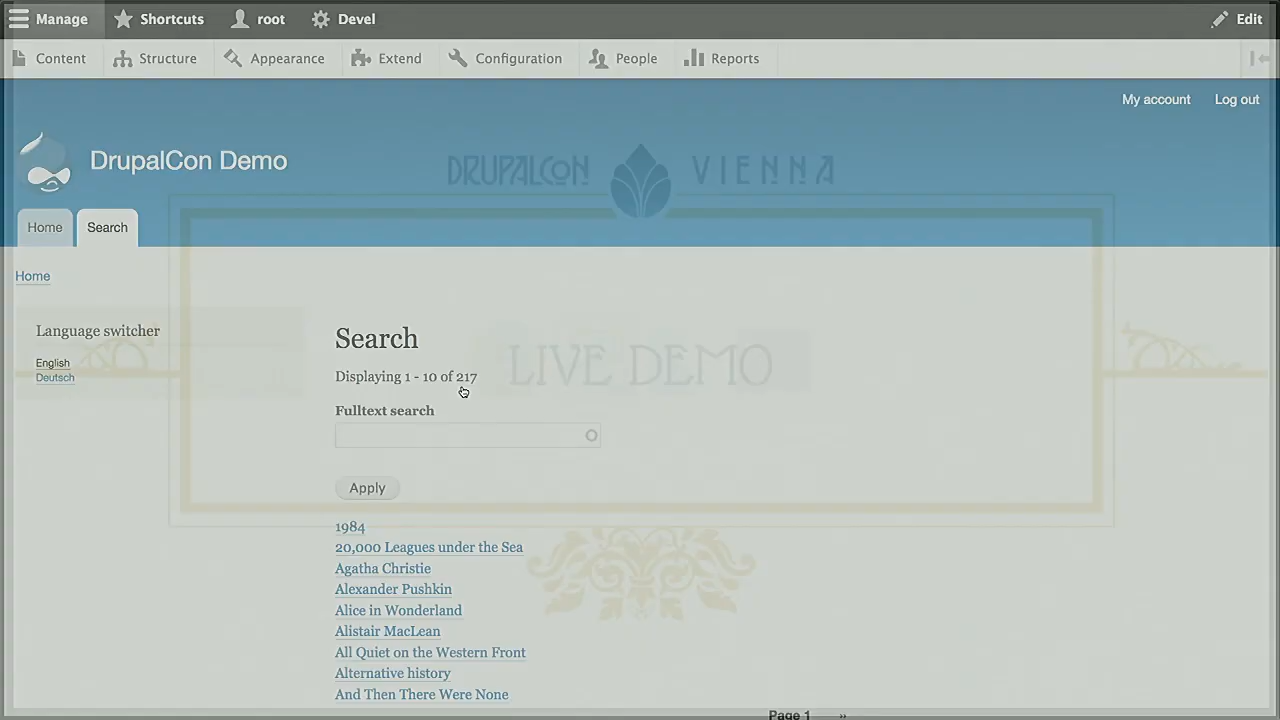 Manage Shortcuts root Devel Edit
Content Structure Appearance Extend Configuration People Reports
My account Log out
DrupalCon Demo
DRUPALCON VIENNA
Home Search
Home
Language switcher
English
Deutsch
Search
Displaying 1 - 10 of 217
LIVE DEMO
Fulltext search
Apply
1984
20,000 Leagues under the Sea
Agatha Christie
Alexander Pushkin
Alice in Wonderland
Alistair MacLean
All Quiet on the Western Front
Alternative history
And Then There Were None
Page 1 ››